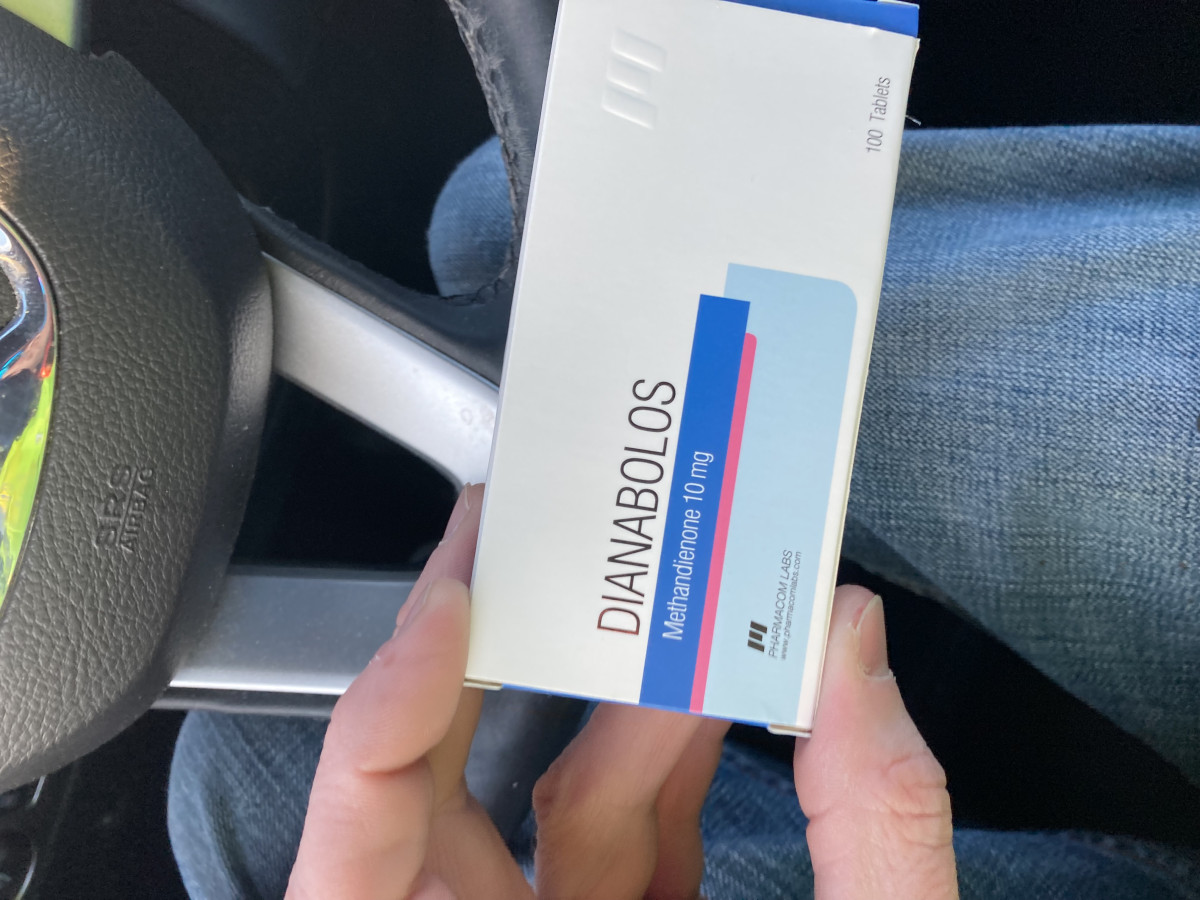 DIANABOLOS
Methandienone 10 mg
PHARMACOM LABS
www.pharmacomlabs.com
100 Tablets
SRS
AIRBAG